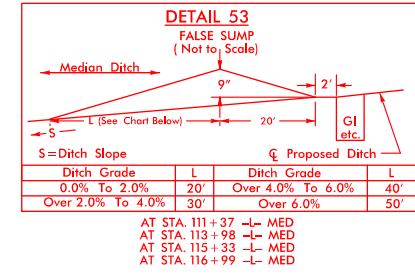 DETAIL 53
FALSE SUMP
( Not to Scale)
Median Ditch
9"
2'
L (See Chart Below)
20'
GI
etc.
S
S=Ditch Slope
℄ Proposed Ditch
Ditch Grade L Ditch Grade L
0.0% To 2.0% 20' Over 4.0% To 6.0% 40'
Over 2.0% To 4.0% 30' Over 6.0% 50'
AT STA. 111+37 -L- MED
AT STA. 113+98 -L- MED
AT STA. 115+33 -L- MED
AT STA. 116+99 -L- MED